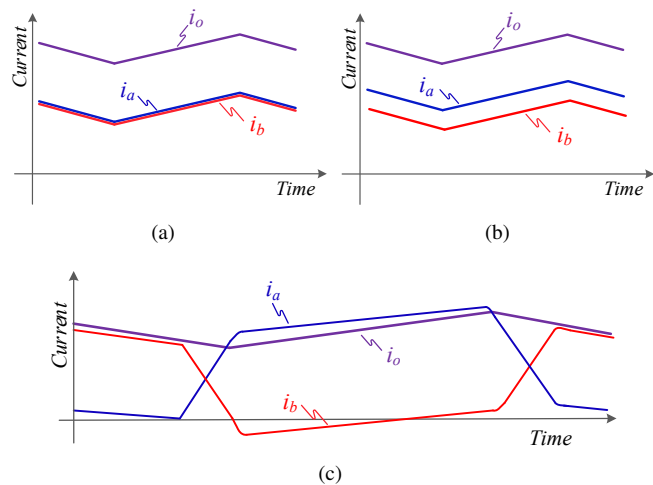 Current
i_o
i_a
i_b
Time
(a)
Current
i_o
i_a
i_b
Time
(b)
Current
i_a
i_o
i_b
Time
(c)